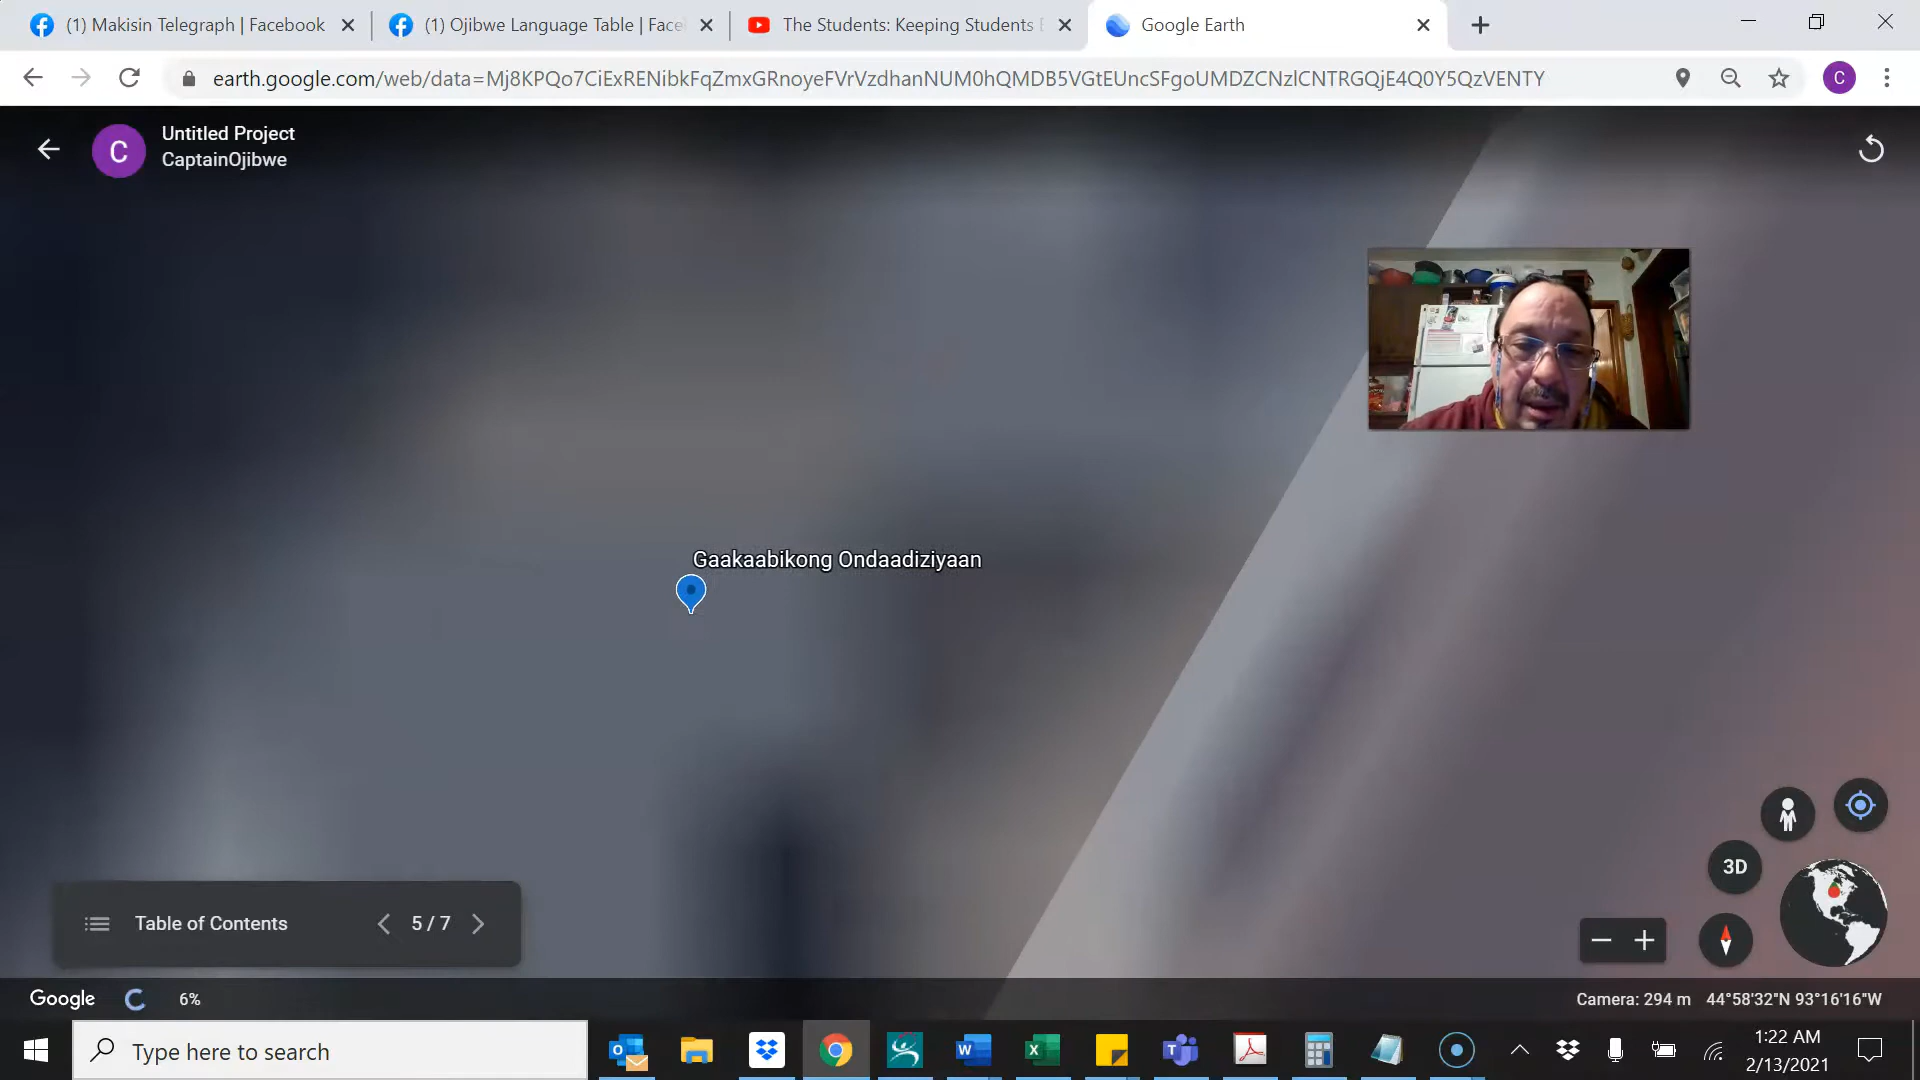 (1) Makisin Telegraph | Facebook
(1) Ojibwe Language Table | Face
The Students: Keeping Students E
Google Earth
earth.google.com/web/data=Mj8KPQo7CiExRENibkFqZmxGRnoyeFVrVzdhanNUM0hQMDB5VGtEUncSFgoUMDZCNzlCNTRGQjE4Q0Y5QzVENTY
C
C
Untitled Project
CaptainOjibwe
Gaakaabikong Ondaadiziyaan
3D
Table of Contents
5 / 7
Google
6%
Camera: 294 m
44°58'32"N 93°16'16"W
Type here to search
1:22 AM
2/13/2021